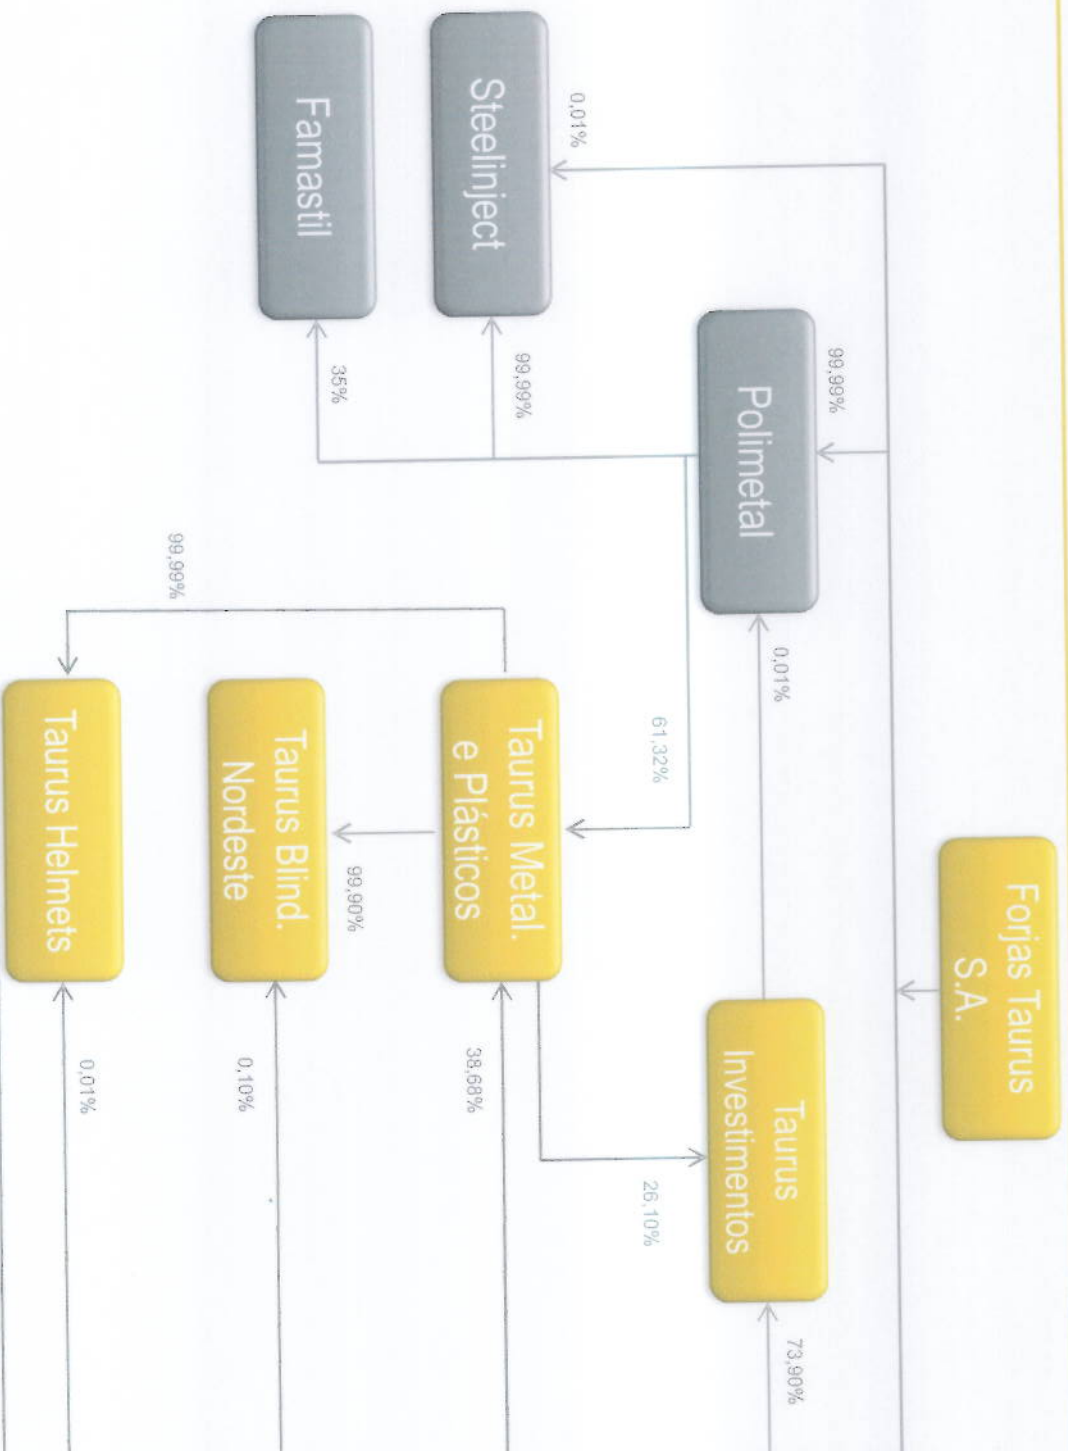 Forjas Taurus
S.A.
99,99%
0,01%
73,90%
Polimetal
Taurus
Investimentos
0,01%
61,32%
26,10%
Steelinject
99,99%
Taurus Metal.
e Plásticos
38,68%
Famastil
35%
99,90%
Taurus Blind.
Nordeste
0,10%
99,99%
Taurus Helmets
0,01%